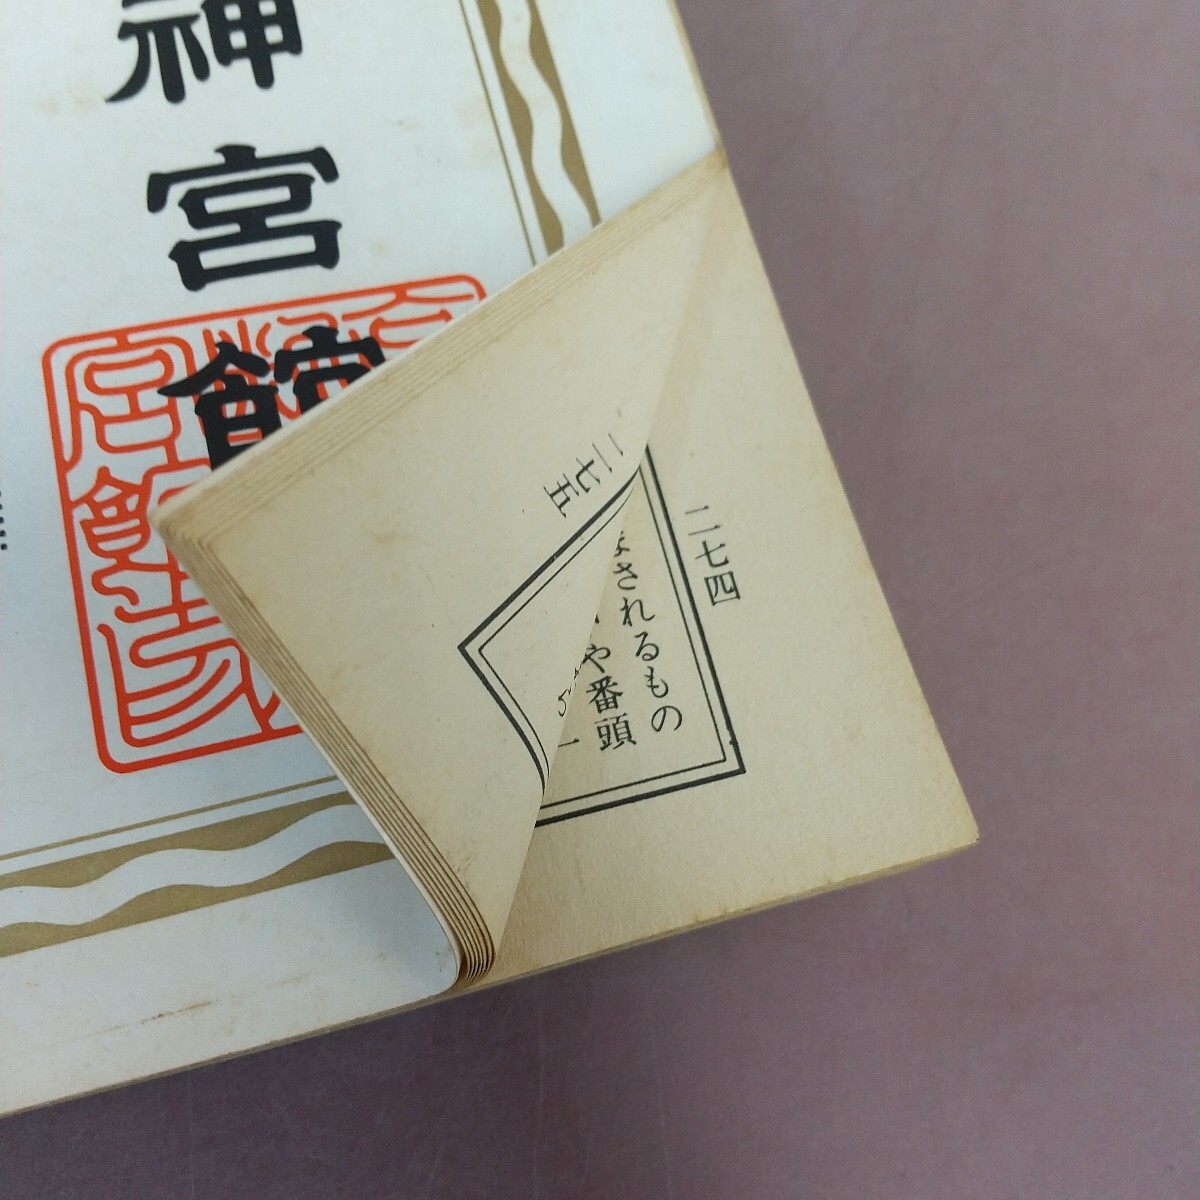 神宮館
二七五
二七四
されるもの
や番頭